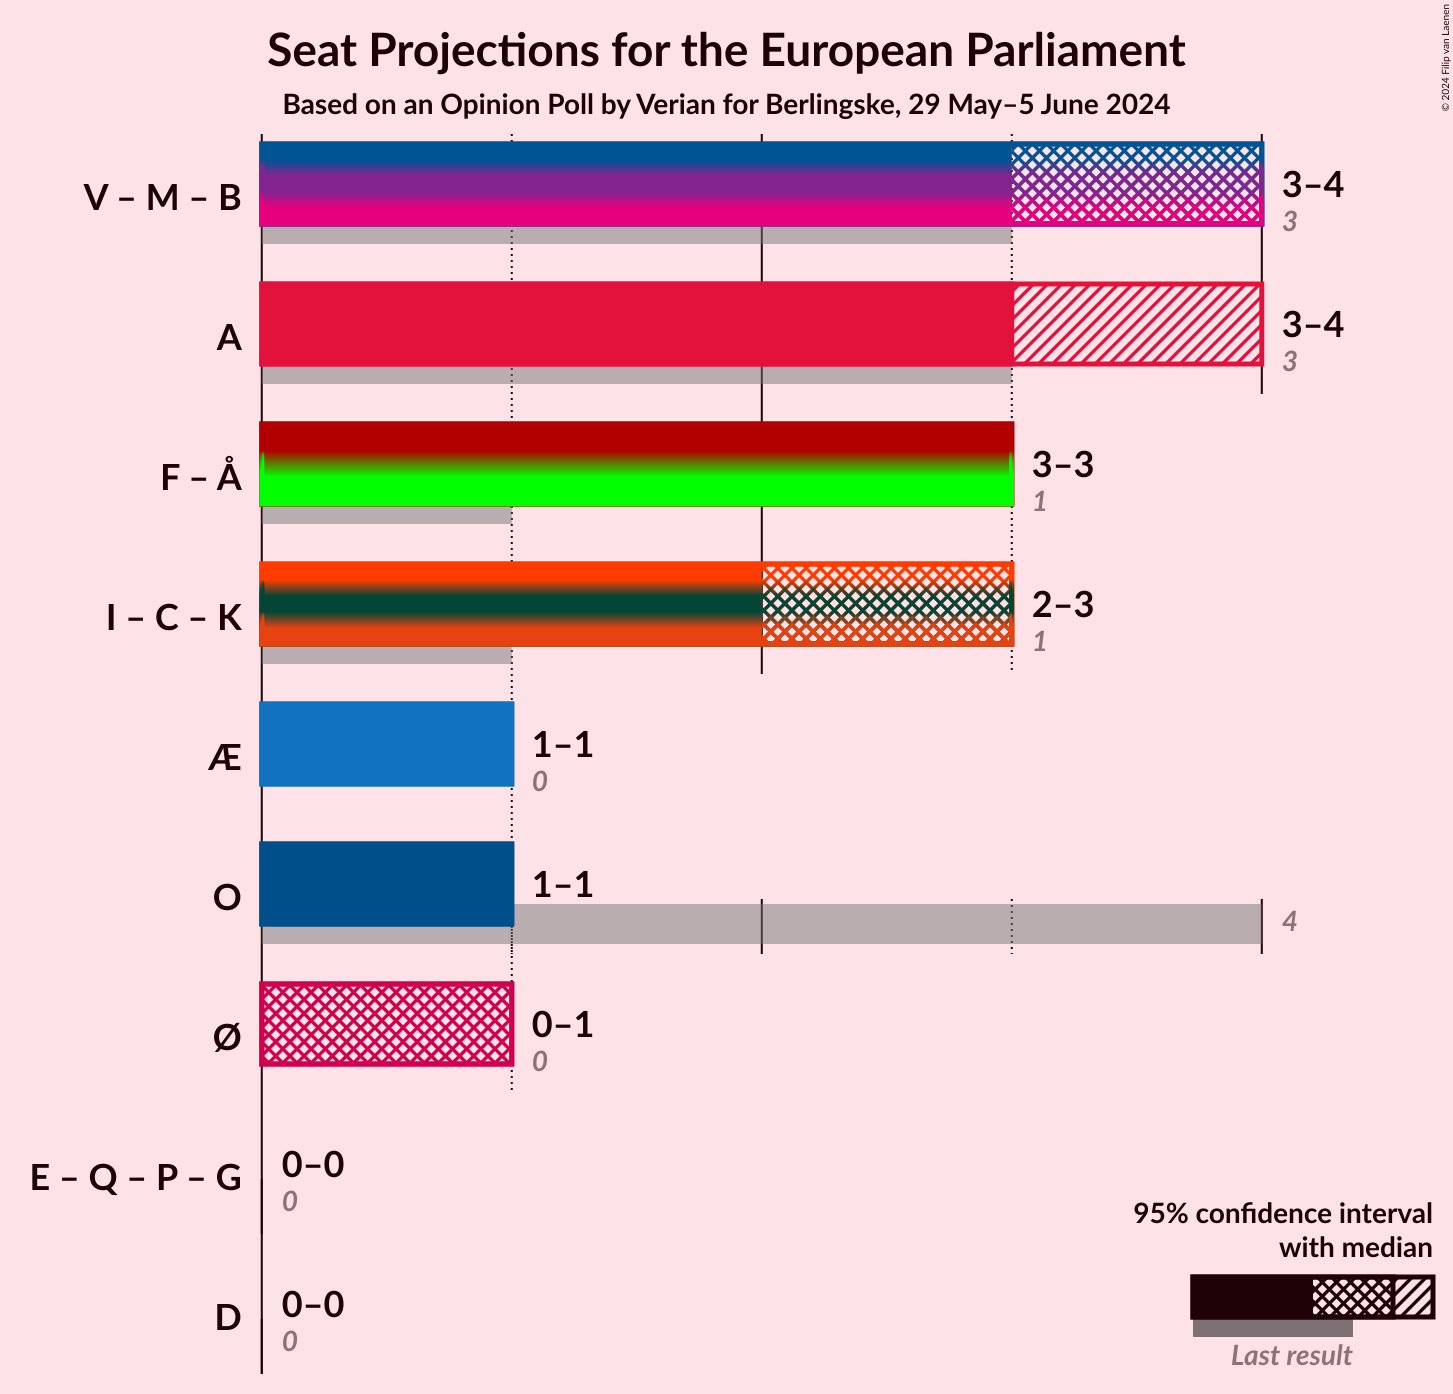 Seat Projections for the European Parliament
Based on an Opinion Poll by Verian for Berlingske, 29 May–5 June 2024
© 2024 Filip van Laenen
V – M – B
3–4
3
A
3–4
3
F – Å
3–3
1
I – C – K
2–3
1
Æ
1–1
0
O
1–1
4
Ø
0–1
0
E – Q – P – G
0–0
0
D
0–0
0
95% confidence interval
with median
Last result